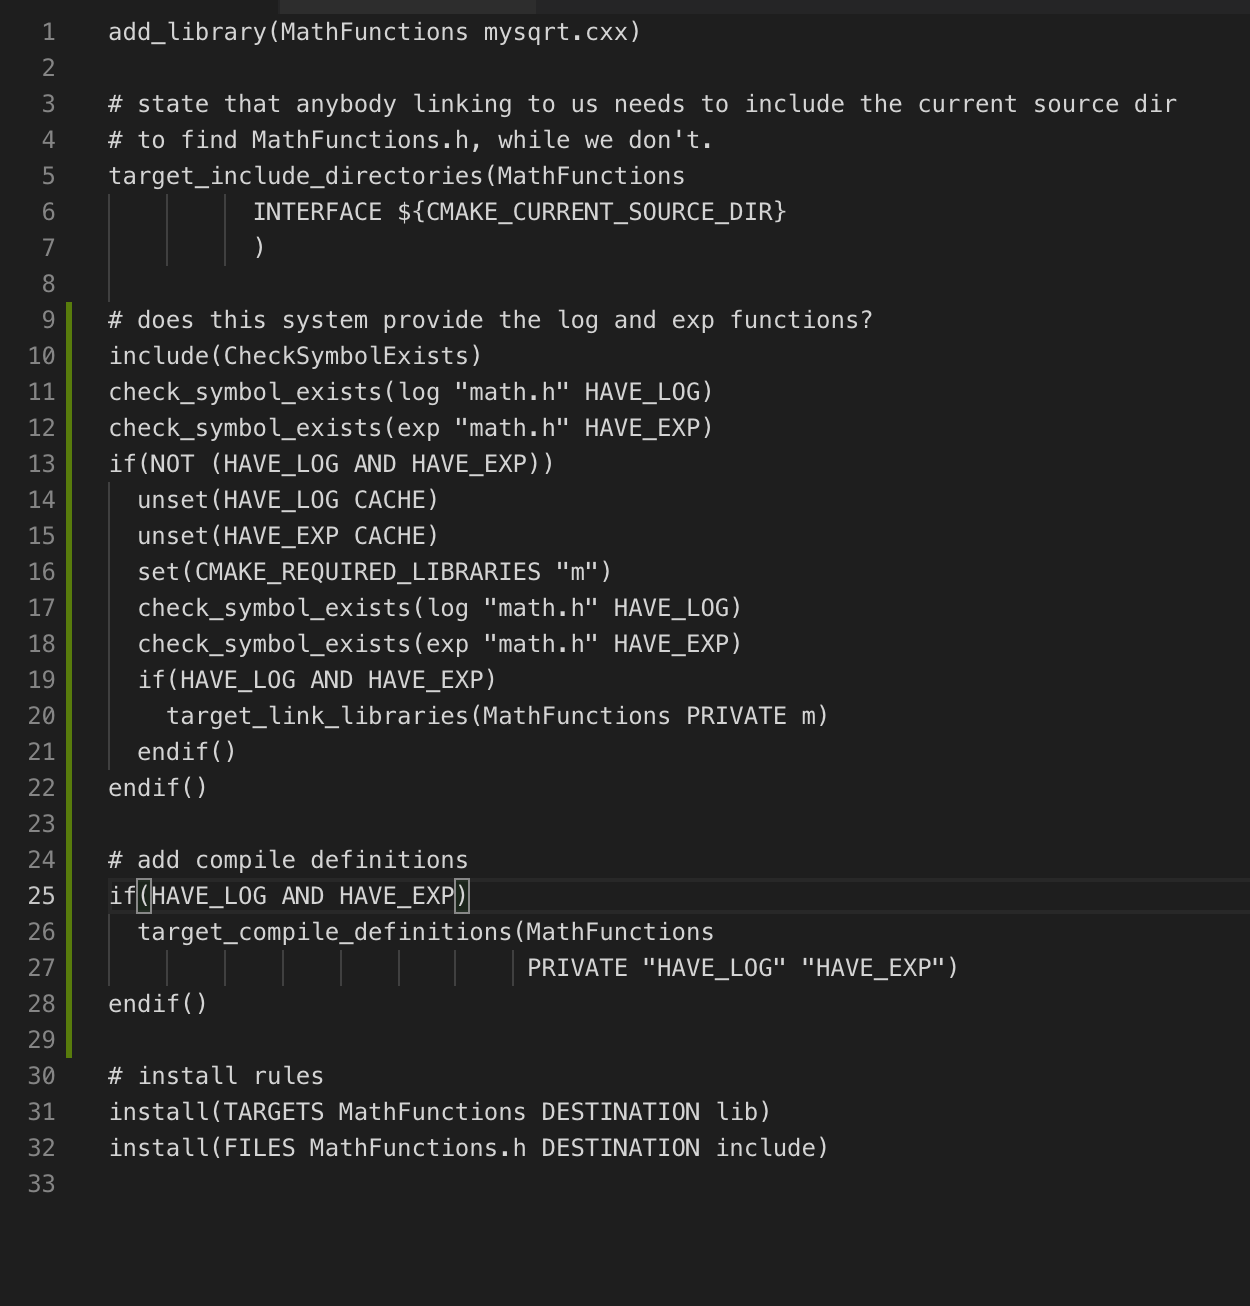 1 add_library(MathFunctions mysqrt.cxx)
2
3 # state that anybody linking to us needs to include the current source dir
4 # to find MathFunctions.h, while we don't.
5 target_include_directories(MathFunctions
6           INTERFACE ${CMAKE_CURRENT_SOURCE_DIR}
7           )
8
9 # does this system provide the log and exp functions?
10 include(CheckSymbolExists)
11 check_symbol_exists(log "math.h" HAVE_LOG)
12 check_symbol_exists(exp "math.h" HAVE_EXP)
13 if(NOT (HAVE_LOG AND HAVE_EXP))
14   unset(HAVE_LOG CACHE)
15   unset(HAVE_EXP CACHE)
16   set(CMAKE_REQUIRED_LIBRARIES "m")
17   check_symbol_exists(log "math.h" HAVE_LOG)
18   check_symbol_exists(exp "math.h" HAVE_EXP)
19   if(HAVE_LOG AND HAVE_EXP)
20     target_link_libraries(MathFunctions PRIVATE m)
21   endif()
22 endif()
23
24 # add compile definitions
25 if(HAVE_LOG AND HAVE_EXP)
26   target_compile_definitions(MathFunctions
27                              PRIVATE "HAVE_LOG" "HAVE_EXP")
28 endif()
29
30 # install rules
31 install(TARGETS MathFunctions DESTINATION lib)
32 install(FILES MathFunctions.h DESTINATION include)
33